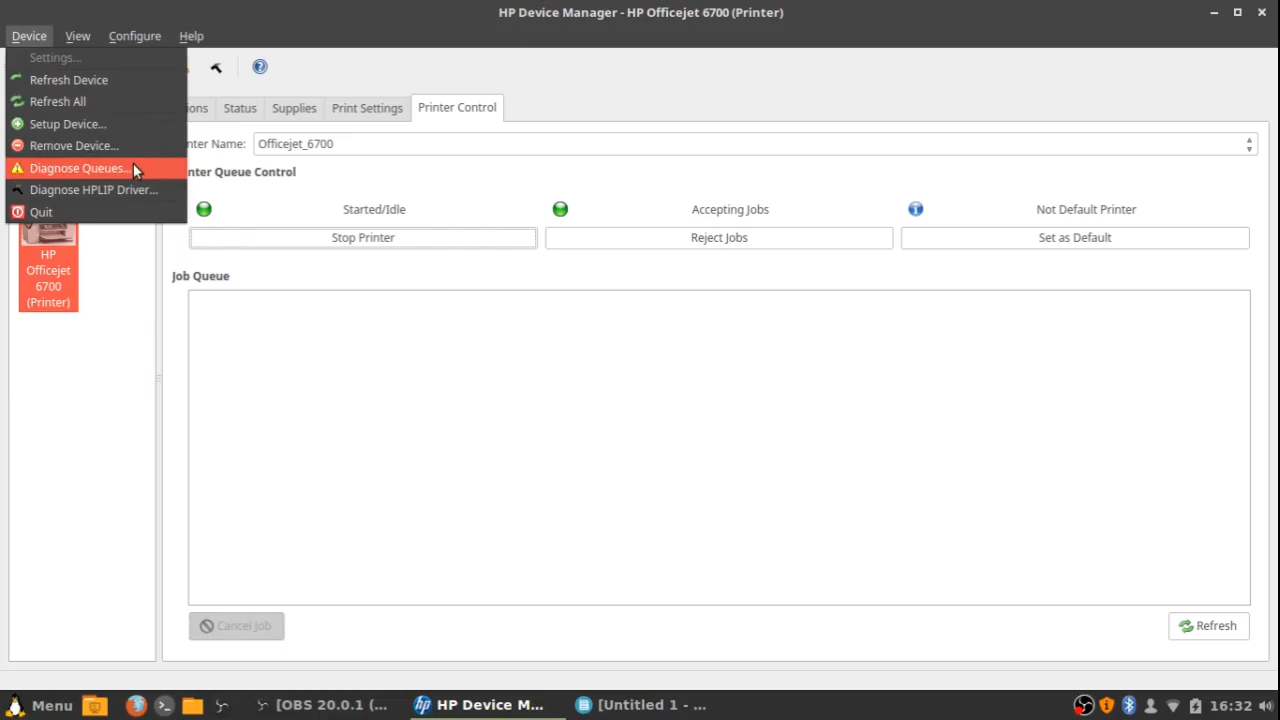 HP Device Manager - HP Officejet 6700 (Printer)
Device View Configure Help
Settings...
Refresh Device
Refresh All
Setup Device...
Remove Device...
Diagnose Queues...
Diagnose HPLIP Driver...
Quit
ions Status Supplies Print Settings Printer Control
nter Name: Officejet_6700
nter Queue Control
Started/Idle Accepting Jobs Not Default Printer
Stop Printer Reject Jobs Set as Default
HP
Officejet
6700
(Printer)
Job Queue
Cancel Job Refresh
Menu [OBS 20.0.1 (... HP Device M... [Untitled 1 - ... 16:32